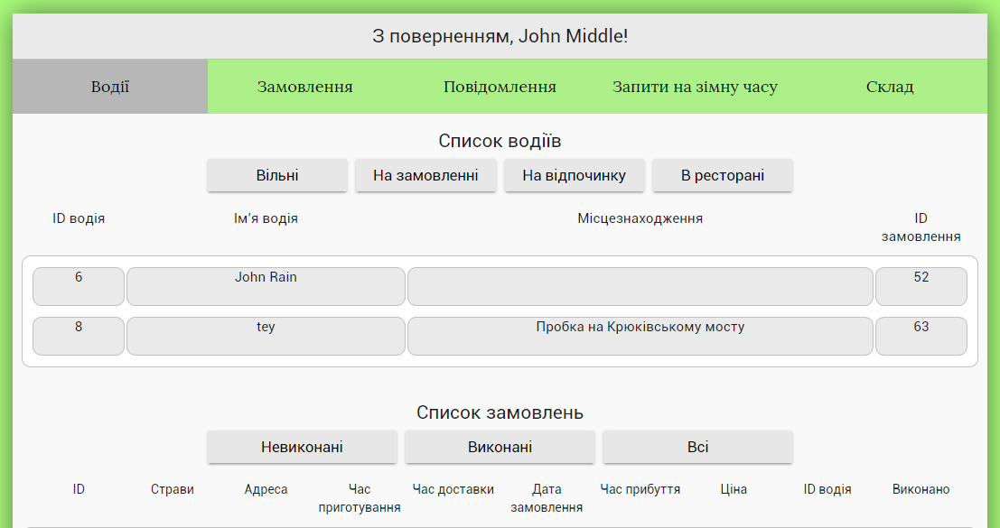 З поверненням, John Middle!
Водії Замовлення Повідомлення Запити на зімну часу Склад
Список водіїв
Вільні На замовленні На відпочинку В ресторані
ID водія Ім'я водія Місцезнаходження ID замовлення
6 John Rain 52
8 tey Пробка на Крюківському мосту 63
Список замовлень
Невиконані Виконані Всі
ID Страви Адреса Час приготування Час доставки Дата замовлення Час прибуття Ціна ID водія Виконано